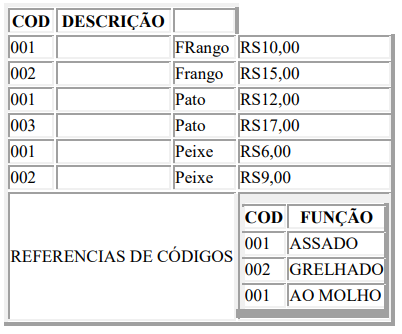 COD DESCRIÇÃO
001 FRango RS10,00
002 Frango RS15,00
001 Pato RS12,00
003 Pato RS17,00
001 Peixe RS6,00
002 Peixe RS9,00
REFERENCIAS DE CÓDIGOS
COD FUNÇÃO
001 ASSADO
002 GRELHADO
001 AO MOLHO